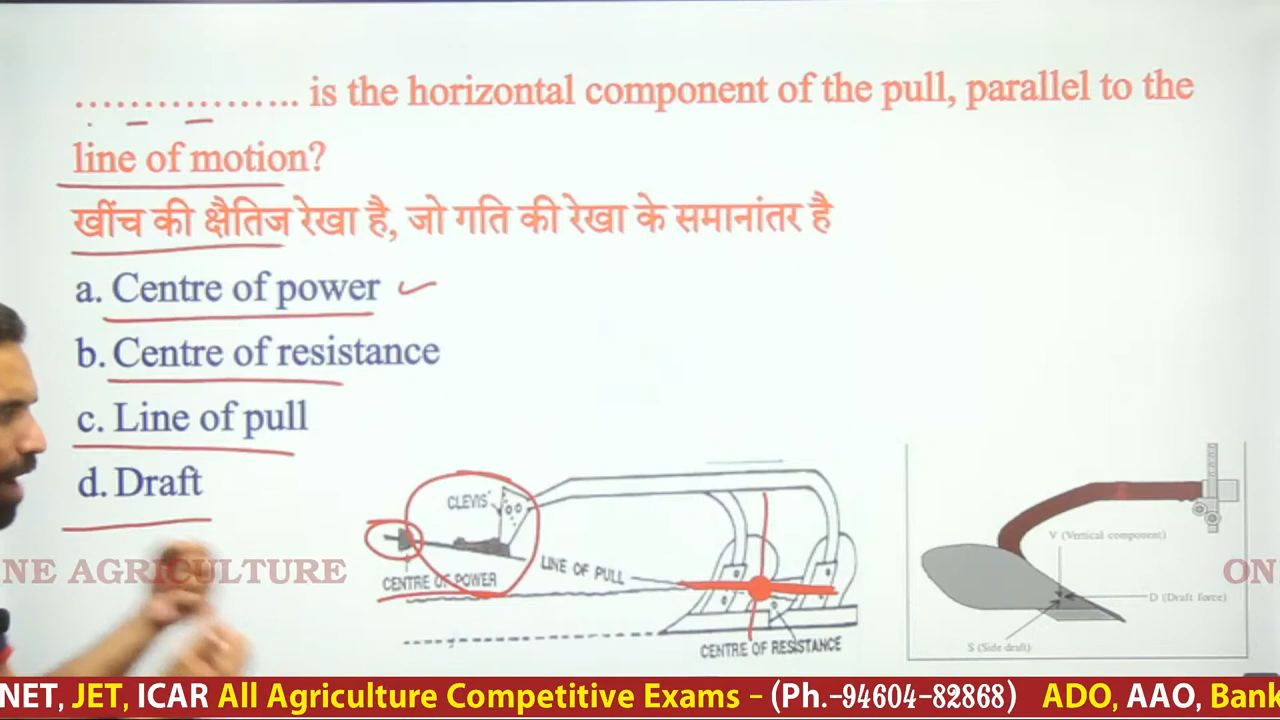 ................. is the horizontal component of the pull, parallel to the
line of motion?
खींच की क्षैतिज रेखा है, जो गति की रेखा के समानांतर है
a. Centre of power
b. Centre of resistance
c. Line of pull
d. Draft
CLEVIS
CENTRE OF POWER
LINE OF PULL
CENTRE OF RESISTANCE
V (Vertical component)
D (Draft force)
S (Side draft)
NE AGRICULTURE
ON
NET, JET, ICAR All Agriculture Competitive Exams – (Ph.-94604-82868) ADO, AAO, Bank